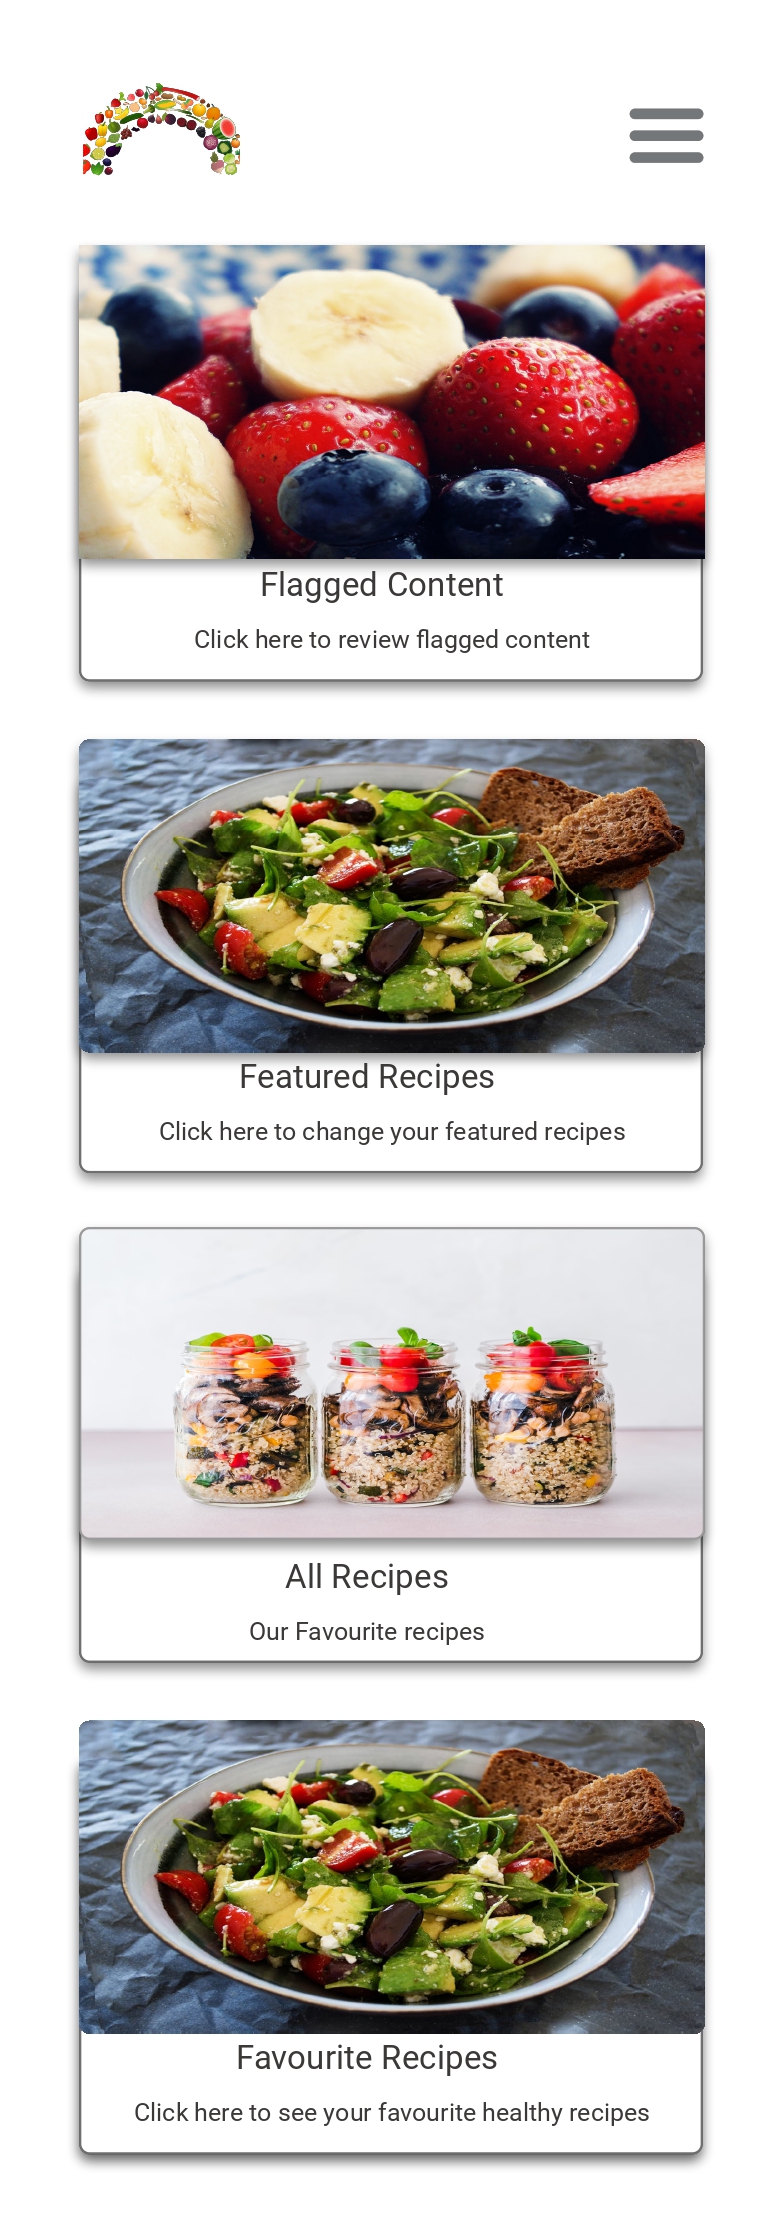 Flagged Content
Click here to review flagged content
Featured Recipes
Click here to change your featured recipes
All Recipes
Our Favourite recipes
Favourite Recipes
Click here to see your favourite healthy recipes